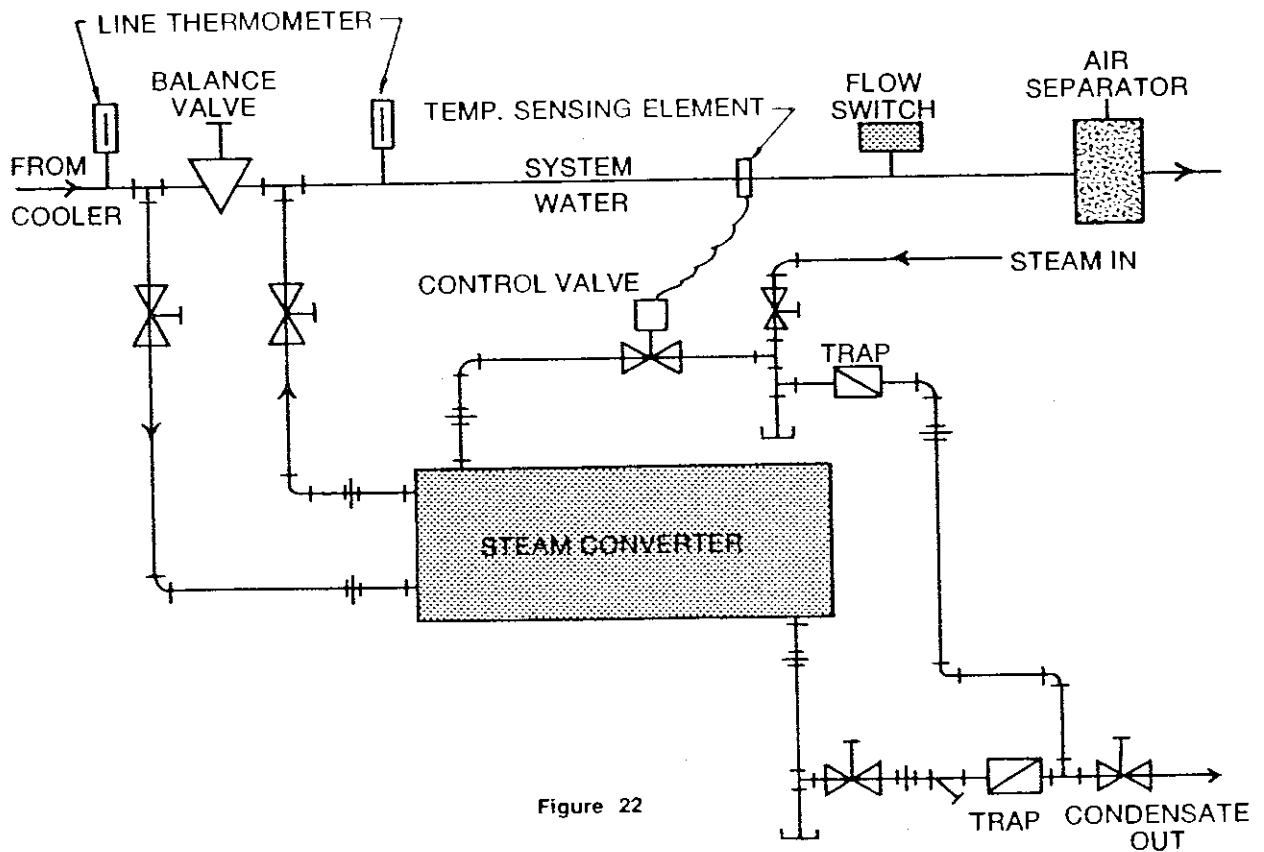 LINE THERMOMETER
BALANCE
VALVE
TEMP. SENSING ELEMENT
FLOW
SWITCH
AIR
SEPARATOR
FROM
COOLER
SYSTEM
WATER
CONTROL VALVE
STEAM IN
TRAP
STEAM CONVERTER
Figure 22
TRAP
CONDENSATE
OUT